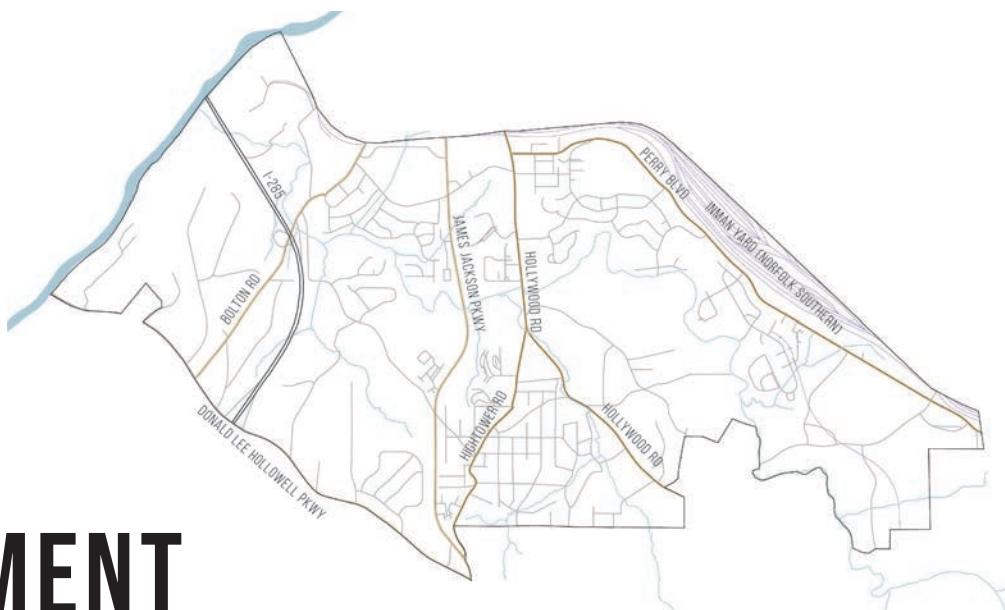 I-285
BOLTON RD
JAMES JACKSON PKWY
HOLLYWOOD RD
PERRY BLVD
INMAN YARD (NORFOLK SOUTHERN)
HIGHTOWER RD
HOLLYWOOD RD
DONALD LEE HOLLOWELL PKWY
MENT